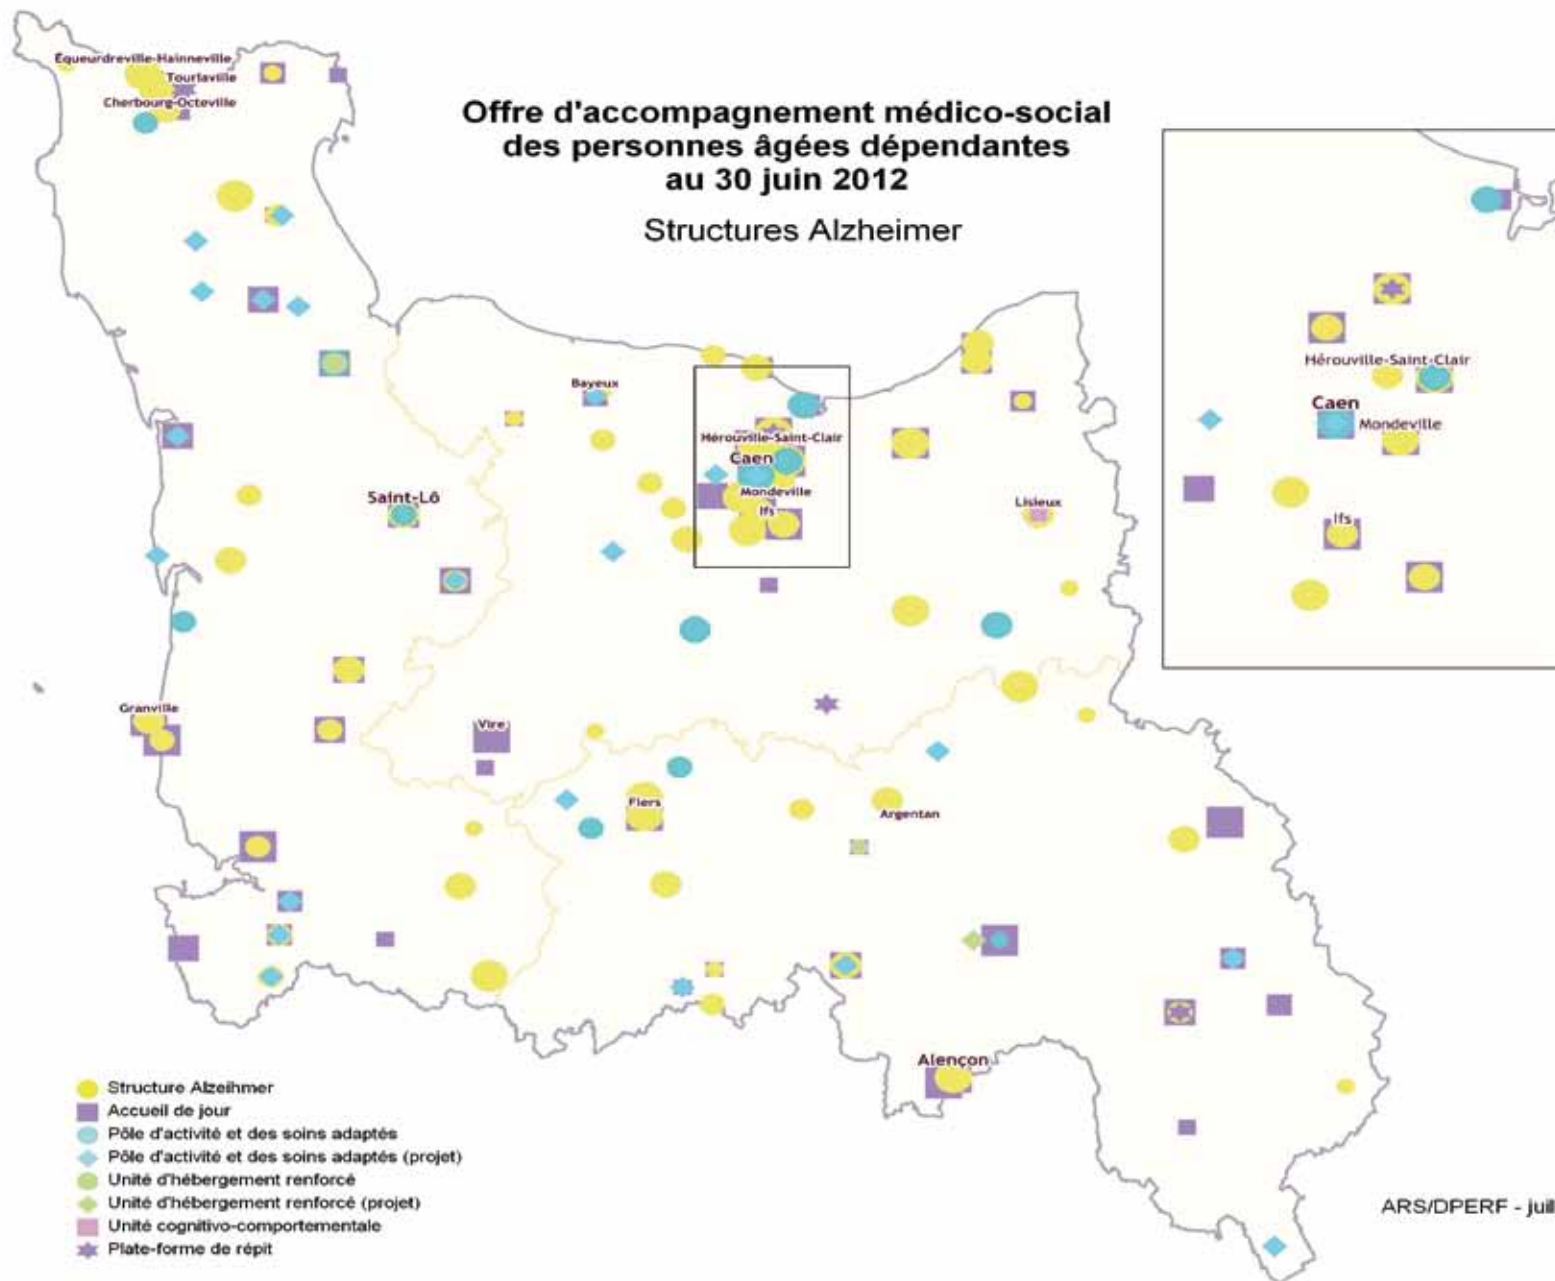 Offre d'accompagnement médico-social
des personnes âgées dépendantes
au 30 juin 2012
Structures Alzheimer
Équeurdreville-Hainneville
Tourlaville
Cherbourg-Octeville
Bayeux
Hérouville-Saint-Clair
Caen
Mondeville
Ifs
Saint-Lô
Lisieux
Granville
Vire
Flers
Argentan
Alençon
Hérouville-Saint-Clair
Caen
Mondeville
Ifs
Structure Alzeihmer
Accueil de jour
Pôle d'activité et des soins adaptés
Pôle d'activité et des soins adaptés (projet)
Unité d'hébergement renforcé
Unité d'hébergement renforcé (projet)
Unité cognitivo-comportementale
Plate-forme de répit
ARS/DPERF - juill